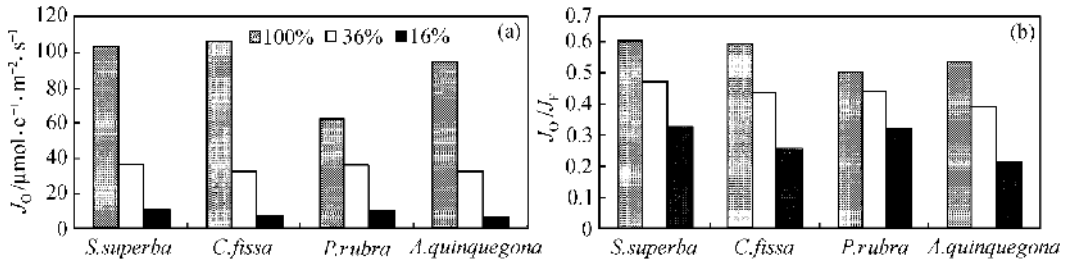 120
100
80
60
40
20
0
J_O/μmol·c⁻¹·m⁻²·s⁻¹
(a)
100% 36% 16%
S.superba C.fissa P.rubra A.quinquegona
0.7
0.6
0.5
0.4
0.3
0.2
0.1
0
J_O/J_F
(b)
S.superba C.fissa P.rubra A.quinquegona